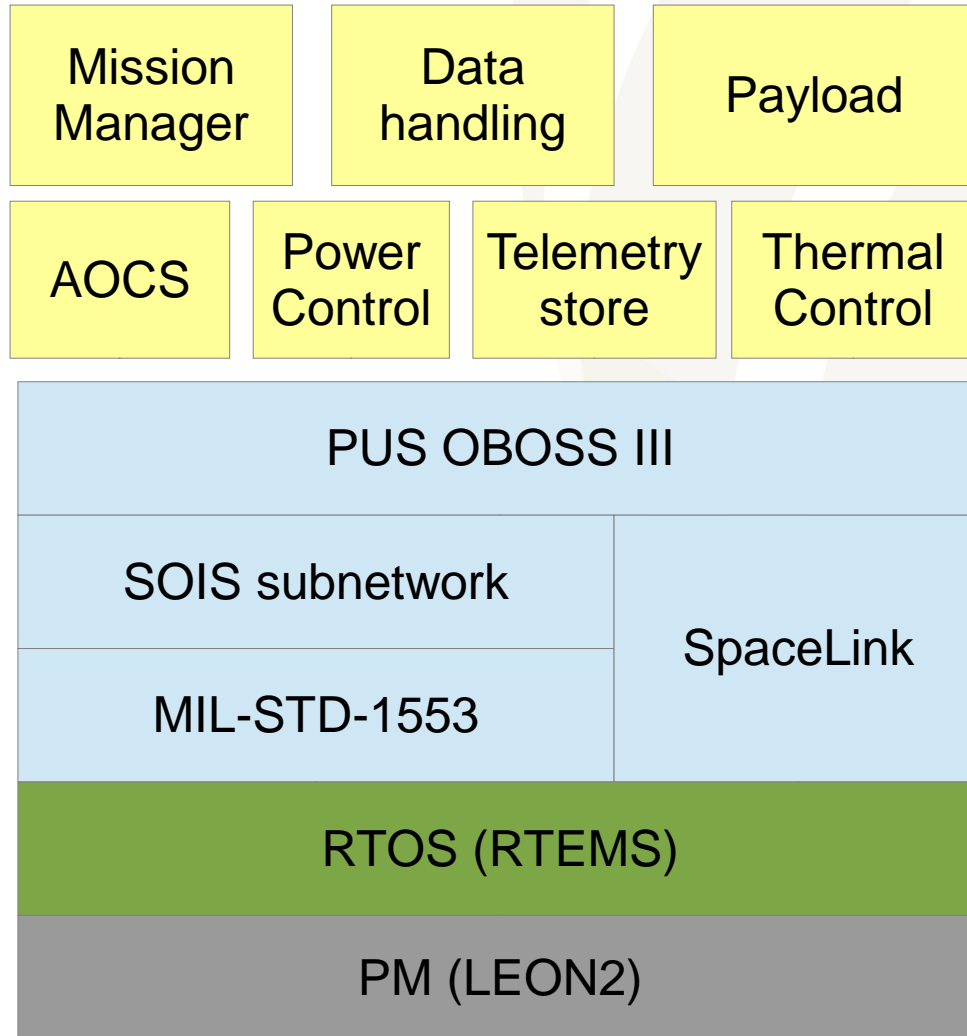 Mission
Manager
Data
handling
Payload
AOCS
Power
Control
Telemetry
store
Thermal
Control
PUS OBOSS III
SOIS subnetwork
SpaceLink
MIL-STD-1553
RTOS (RTEMS)
PM (LEON2)